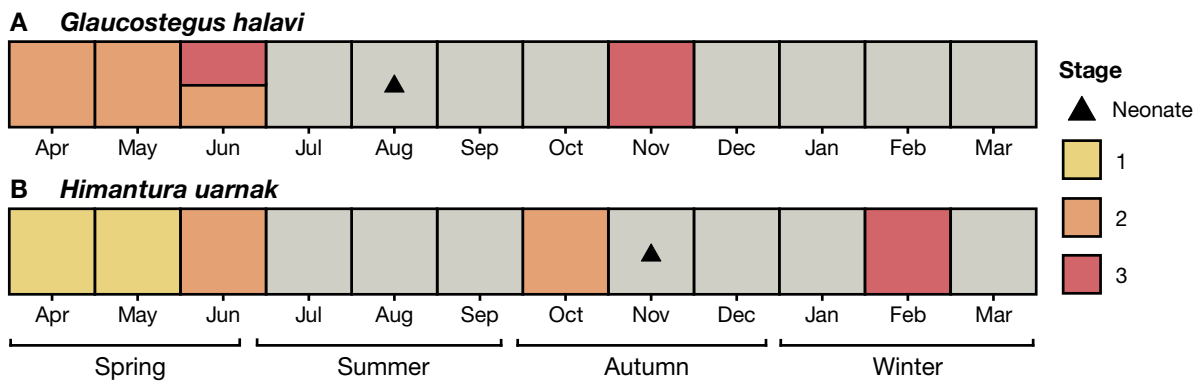 A Glaucostegus halavi
Apr May Jun Jul Aug Sep Oct Nov Dec Jan Feb Mar
B Himantura uarnak
Apr May Jun Jul Aug Sep Oct Nov Dec Jan Feb Mar
Spring Summer Autumn Winter
Stage
Neonate
1
2
3